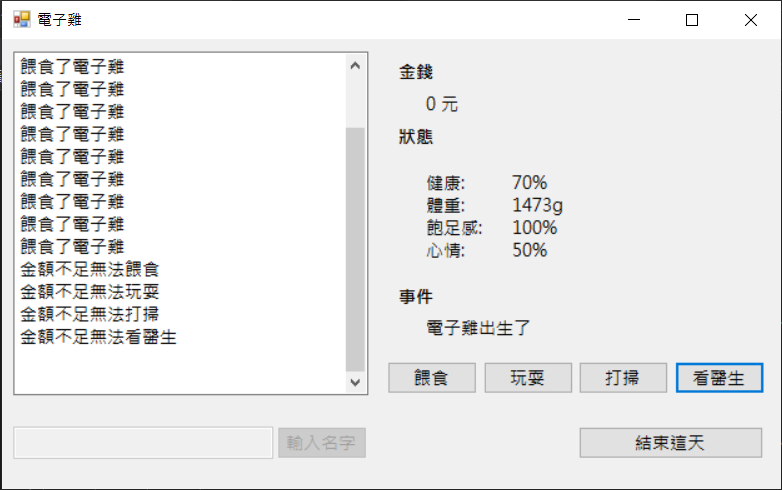 電子雞
餵食了電子雞
餵食了電子雞
餵食了電子雞
餵食了電子雞
餵食了電子雞
餵食了電子雞
餵食了電子雞
餵食了電子雞
餵食了電子雞
金額不足無法餵食
金額不足無法玩耍
金額不足無法打掃
金額不足無法看醫生
金錢
0 元
狀態
健康: 70%
體重: 1473g
飽足感: 100%
心情: 50%
事件
電子雞出生了
餵食 玩耍 打掃 看醫生
輸入名字 結束這天